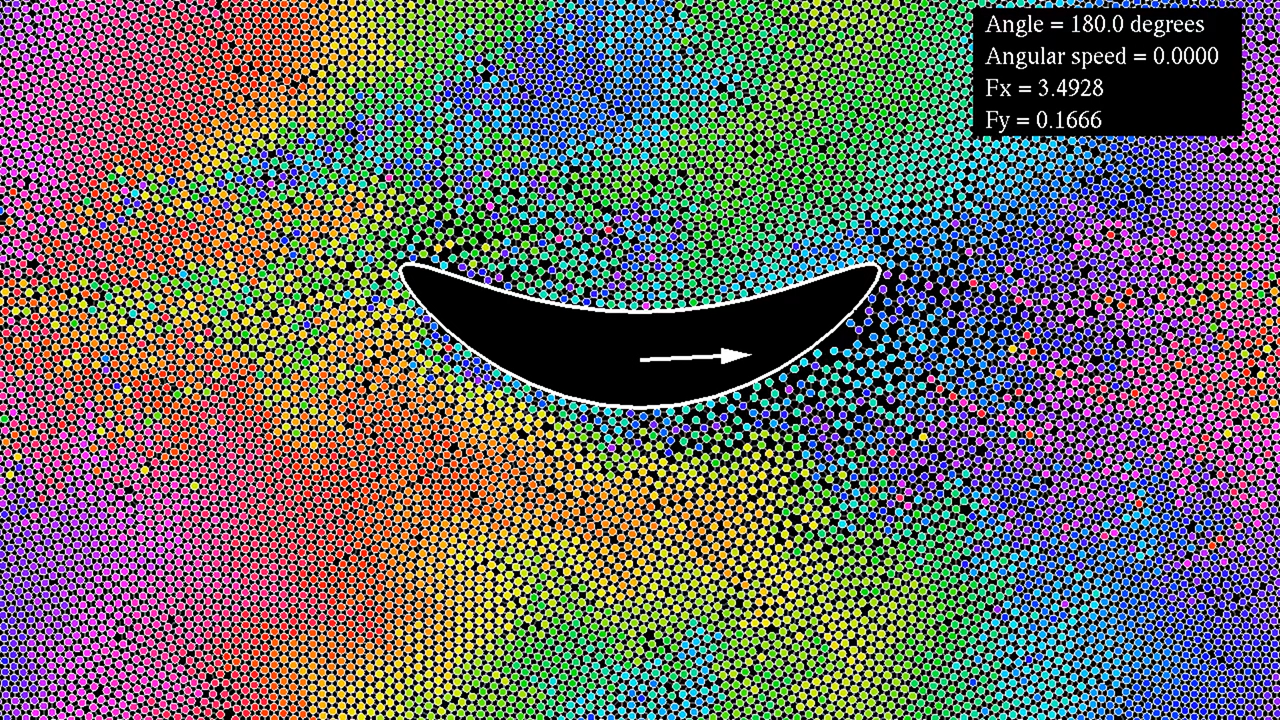 Angle = 180.0 degrees
Angular speed = 0.0000
Fx = 3.4928
Fy = 0.1666